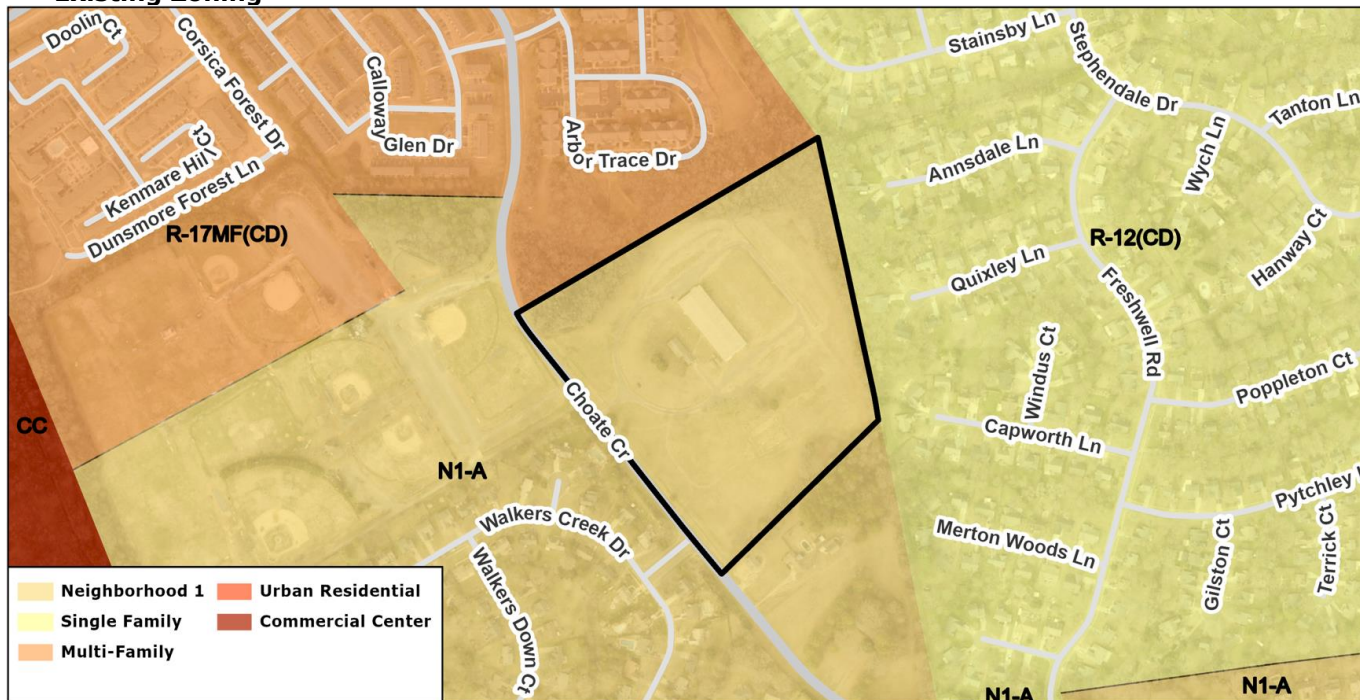 Existing Zoning
Doolin Ct
Corsica Forest Dr
Calloway Glen Dr
Arbor Trace Dr
Stainsby Ln
Stephendale Dr
Tanton Ln
Wych Ln
Annsdale Ln
Kenmare Hill Ct
Dunsmore Forest Ln
R-17MF(CD)
R-12(CD)
Hanway Ct
Quixley Ln
Freshwell Rd
Windus Ct
Poppleton Ct
Choate Cr
CC
Capworth Ln
N1-A
Pytchley L
Walkers Creek Dr
Merton Woods Ln
Gilston Ct
Terrick Ct
Walkers Down Ct
Neighborhood 1
Urban Residential
Single Family
Commercial Center
Multi-Family
N1-A
N1-A